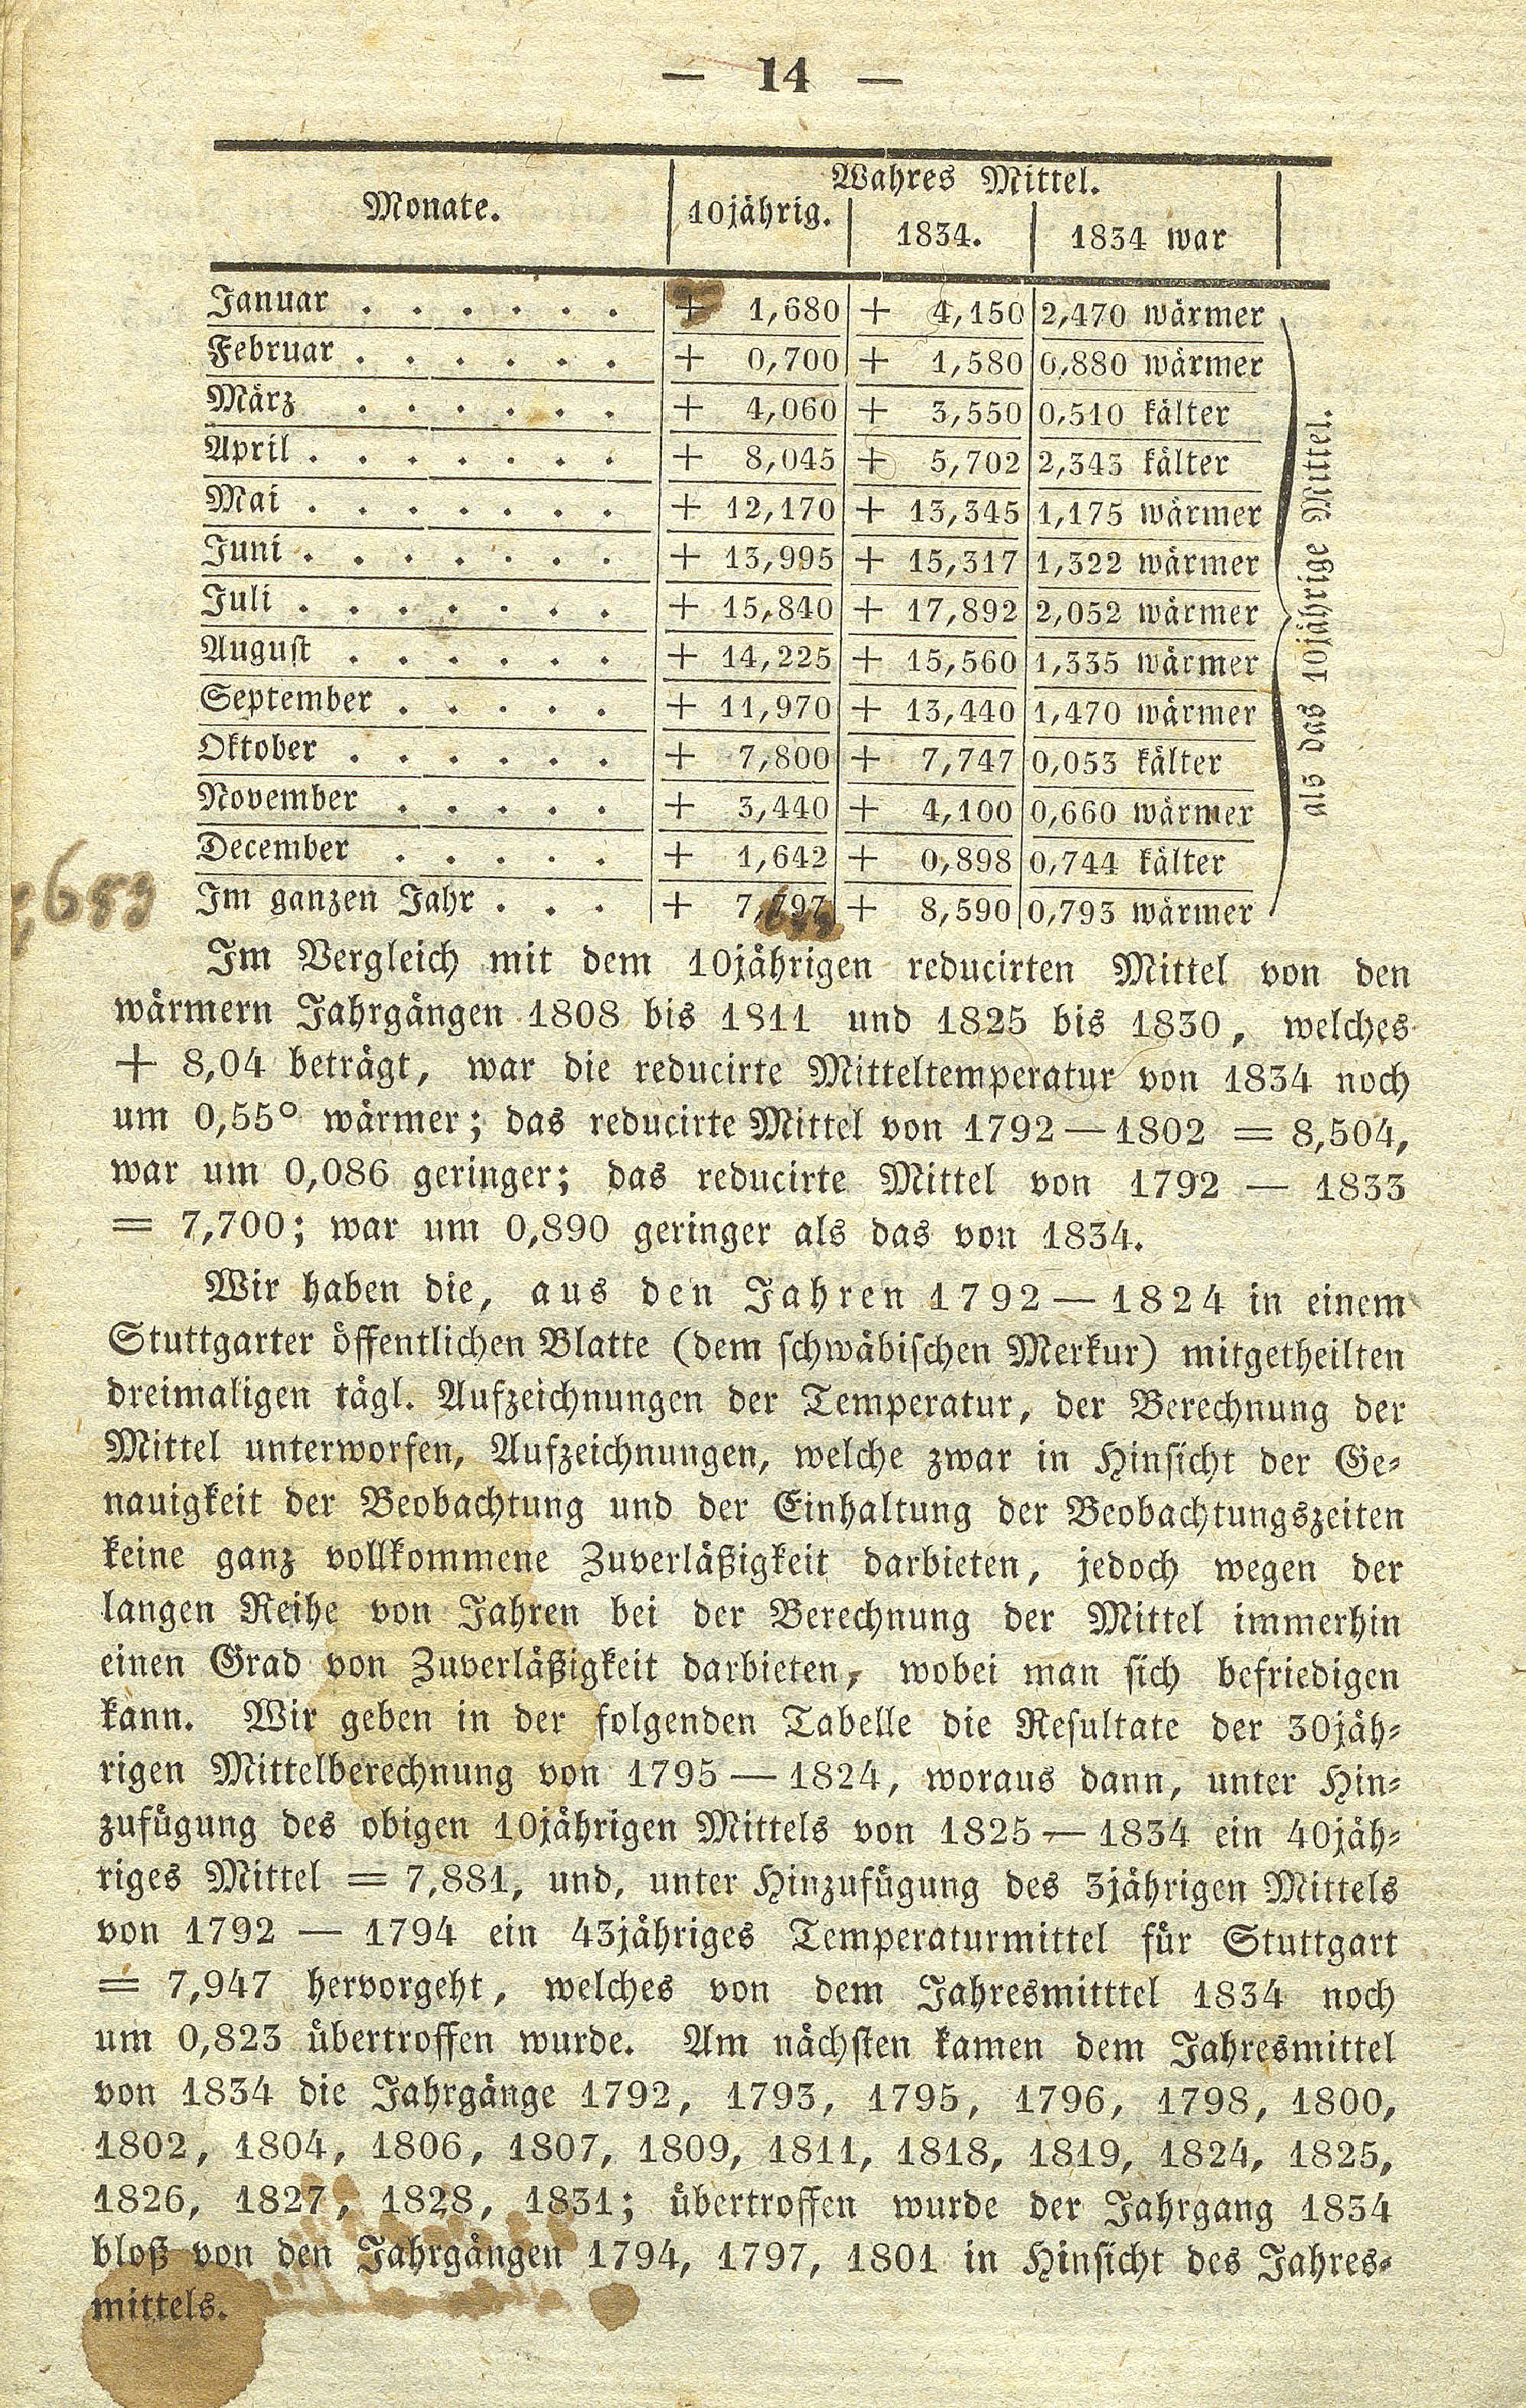 — 14 —
Monate. Wahres Mittel.
10jährig. 1834. 1834 war
Januar . . . . . . + 1,680 + 4,150 2,470 wärmer
Februar . . . . . . + 0,700 + 1,580 0,880 wärmer
März . . . . . . + 4,060 + 3,550 0,510 kälter
April . . . . . . . + 8,045 + 5,702 2,343 kälter
Mai . . . . . . . + 12,170 + 13,345 1,175 wärmer
Juni . . . . . . . + 13,995 + 15,317 1,322 wärmer
Juli . . . . . . . + 15,840 + 17,892 2,052 wärmer
August . . . . . . + 14,225 + 15,560 1,335 wärmer
September . . . . . + 11,970 + 13,440 1,470 wärmer
Oktober . . . . . . + 7,800 + 7,747 0,053 kälter
November . . . . . + 3,440 + 4,100 0,660 wärmer
December . . . . . + 1,642 + 0,898 0,744 kälter
Im ganzen Jahr . . . + 7,797 + 8,590 0,793 wärmer
als das 10jährige Mittel.
Im Vergleich mit dem 10jährigen reducirten Mittel von den
wärmern Jahrgängen 1808 bis 1811 und 1825 bis 1830, welches
+ 8,04 beträgt, war die reducirte Mitteltemperatur von 1834 noch
um 0,55° wärmer; das reducirte Mittel von 1792 — 1802 = 8,504,
war um 0,086 geringer; das reducirte Mittel von 1792 — 1833
= 7,700; war um 0,890 geringer als das von 1834.
Wir haben die, aus den Jahren 1792 — 1824 in einem
Stuttgarter öffentlichen Blatte (dem schwäbischen Merkur) mitgetheilten
dreimaligen tägl. Aufzeichnungen der Temperatur, der Berechnung der
Mittel unterworfen, Aufzeichnungen, welche zwar in Hinsicht der Ge-
nauigkeit der Beobachtung und der Einhaltung der Beobachtungszeiten
keine ganz vollkommene Zuverläßigkeit darbieten, jedoch wegen der
langen Reihe von Jahren bei der Berechnung der Mittel immerhin
einen Grad von Zuverläßigkeit darbieten, wobei man sich befriedigen
kann. Wir geben in der folgenden Tabelle die Resultate der 30jäh-
rigen Mittelberechnung von 1795 — 1824, woraus dann, unter Hin-
zufügung des obigen 10jährigen Mittels von 1825 — 1834 ein 40jäh-
riges Mittel = 7,881, und, unter Hinzufügung des 3jährigen Mittels
von 1792 — 1794 ein 43jähriges Temperaturmittel für Stuttgart
= 7,947 hervorgeht, welches von dem Jahresmitttel 1834 noch
um 0,823 übertroffen wurde. Am nächsten kamen dem Jahresmittel
von 1834 die Jahrgänge 1792, 1793, 1795, 1796, 1798, 1800,
1802, 1804, 1806, 1807, 1809, 1811, 1818, 1819, 1824, 1825,
1826, 1827, 1828, 1831; übertroffen wurde der Jahrgang 1834
bloß von den Jahrgängen 1794, 1797, 1801 in Hinsicht des Jahres-
mittels.